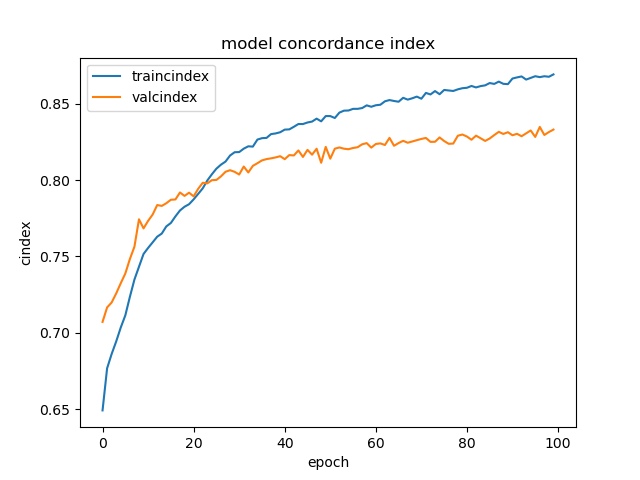 model concordance index
traincindex
valcindex
0.85
0.80
0.75
0.70
0.65
cindex
0 20 40 60 80 100
epoch